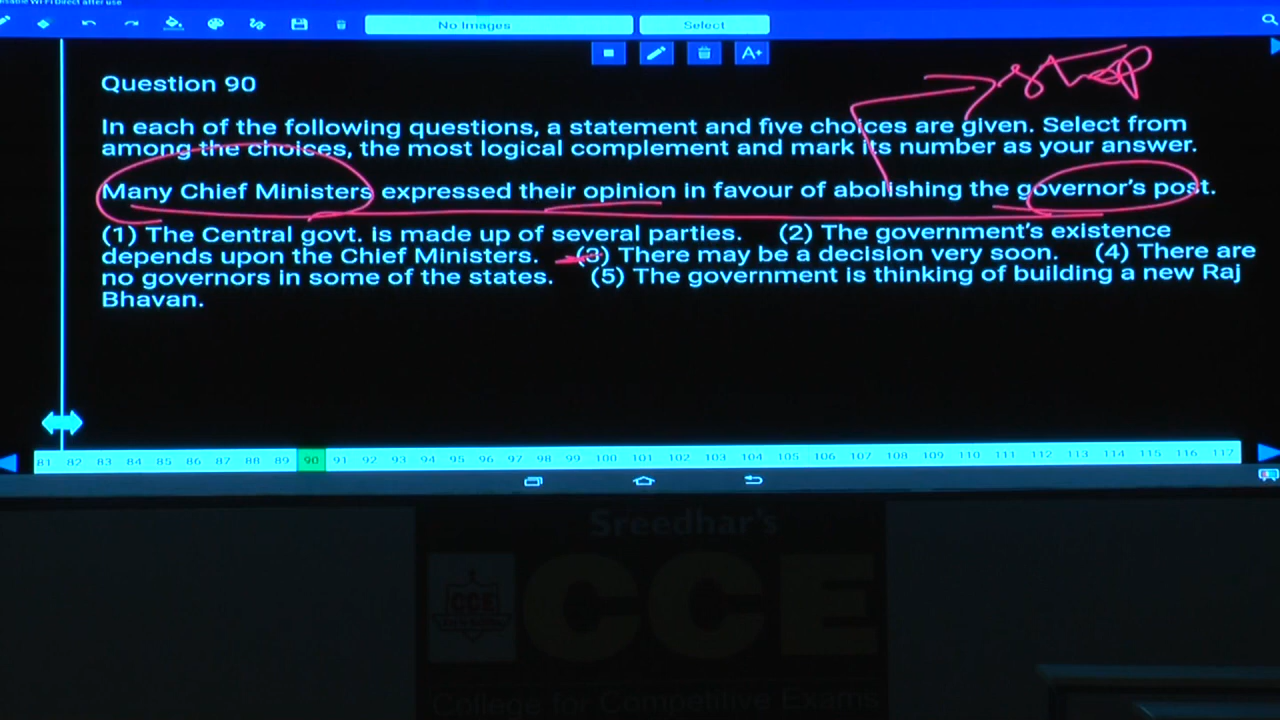 No Images
Select
A+
stop
Question 90
In each of the following questions, a statement and five choices are given. Select from
among the choices, the most logical complement and mark its number as your answer.
Many Chief Ministers expressed their opinion in favour of abolishing the governor's post.
(1) The Central govt. is made up of several parties. (2) The government's existence
depends upon the Chief Ministers. (3) There may be a decision very soon. (4) There are
no governors in some of the states. (5) The government is thinking of building a new Raj
Bhavan.
81 82 83 84 85 86 87 88 89 90 91 92 93 94 95 96 97 98 99 100 101 102 103 104 105 106 107 108 109 110 111 112 113 114 115 116 117
Sreedhar's
CCE
CCE
College for Competitive Exams